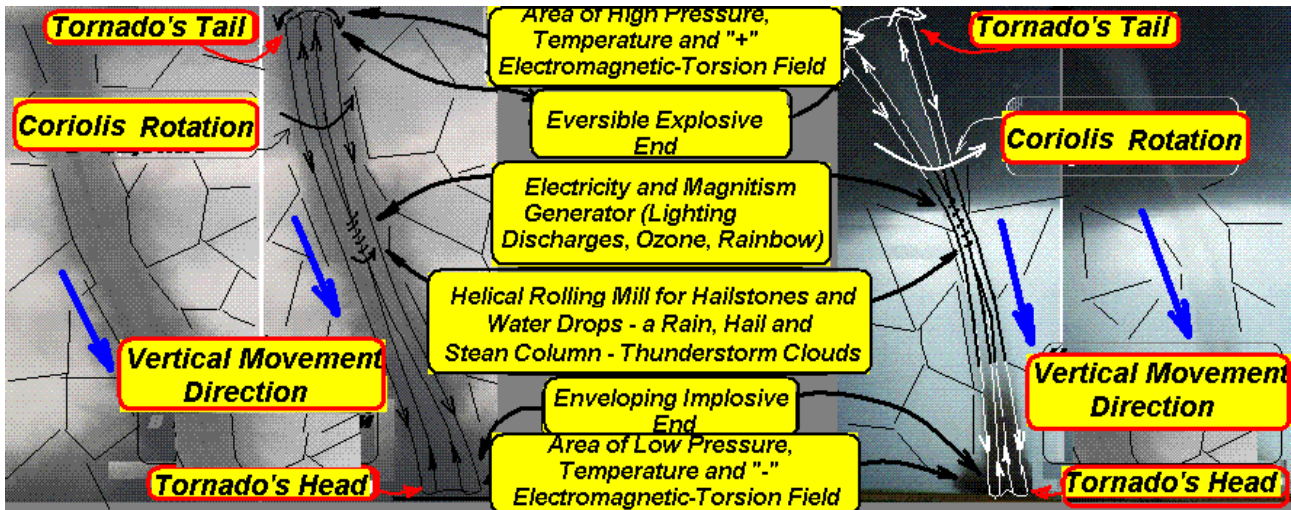 Tornado's Tail
Coriolis Rotation
Vertical Movement
Direction
Tornado's Head
Area of High Pressure,
Temperature and "+"
Electromagnetic-Torsion Field
Eversible Explosive
End
Electricity and Magnitism
Generator (Lighting
Discharges, Ozone, Rainbow)
Helical Rolling Mill for Hailstones and
Water Drops - a Rain, Hail and
Stean Column - Thunderstorm Clouds
Enveloping Implosive
End
Area of Low Pressure,
Temperature and "-"
Electromagnetic-Torsion Field
Tornado's Tail
Coriolis Rotation
Vertical Movement
Direction
Tornado's Head